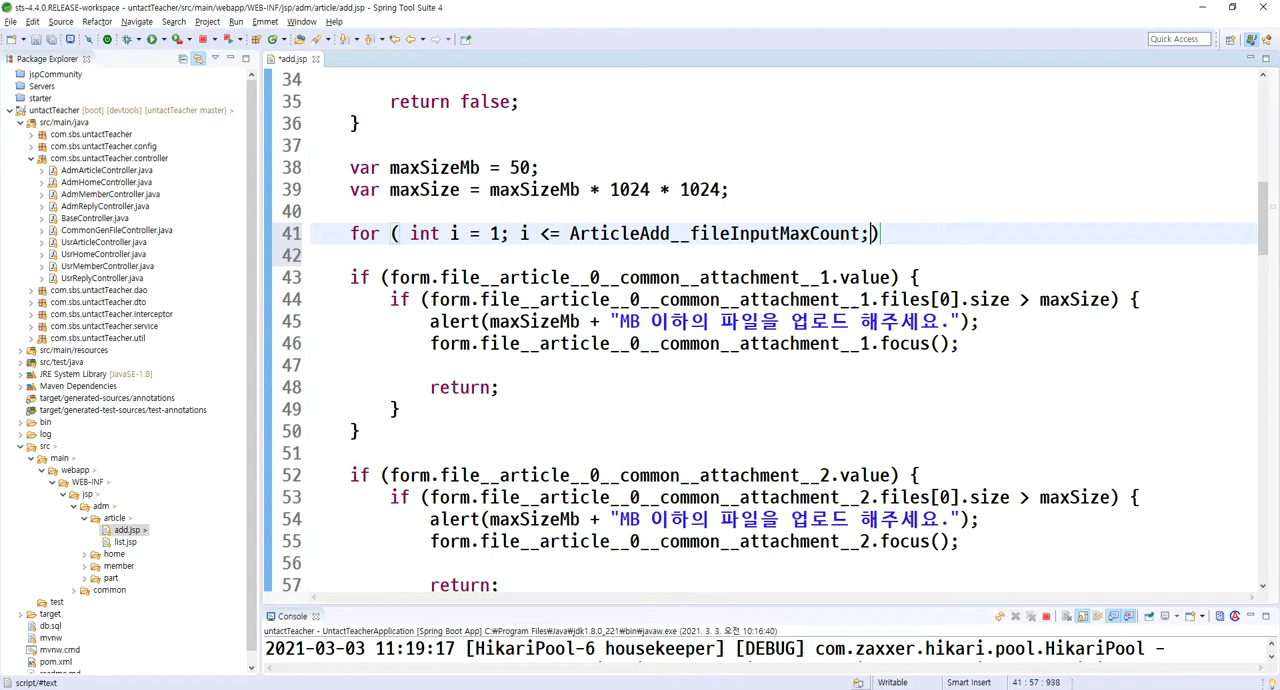 sts-4.4.0.RELEASE-workspace - untactTeacher/src/main/webapp/WEB-INF/jsp/adm/article/add.jsp - Spring Tool Suite 4
File Edit Source Refactor Navigate Search Project Run Emmet Window Help
Quick Access
Package Explorer
*add.jsp
jspCommunity
Servers
starter
untactTeacher [boot] [devtools] [untactTeacher master] >
src/main/java
com.sbs.untactTeacher
com.sbs.untactTeacher.config
com.sbs.untactTeacher.controller
AdmArticleController.java
AdmHomeController.java
AdmMemberController.java
AdmReplyController.java
BaseController.java
CommonGenFileController.java
UsrArticleController.java
UsrHomeController.java
UsrMemberController.java
UsrReplyController.java
com.sbs.untactTeacher.dao
com.sbs.untactTeacher.dto
com.sbs.untactTeacher.interceptor
com.sbs.untactTeacher.service
com.sbs.untactTeacher.util
src/main/resources
src/test/java
JRE System Library [JavaSE-1.8]
Maven Dependencies
target/generated-sources/annotations
target/generated-test-sources/test-annotations
bin
log
src
main >
webapp >
WEB-INF >
jsp >
adm >
article >
add.jsp >
list.jsp
home
member
part
common
test
target
db.sql
mvnw
mvnw.cmd
pom.xml
34
35 return false;
36 }
37
38 var maxSizeMb = 50;
39 var maxSize = maxSizeMb * 1024 * 1024;
40
41 for ( int i = 1; i <= ArticleAdd__fileInputMaxCount;)
42
43 if (form.file__article__0__common__attachment__1.value) {
44 if (form.file__article__0__common__attachment__1.files[0].size > maxSize) {
45 alert(maxSizeMb + "MB 이하의 파일을 업로드 해주세요.");
46 form.file__article__0__common__attachment__1.focus();
47
48 return;
49 }
50 }
51
52 if (form.file__article__0__common__attachment__2.value) {
53 if (form.file__article__0__common__attachment__2.files[0].size > maxSize) {
54 alert(maxSizeMb + "MB 이하의 파일을 업로드 해주세요.");
55 form.file__article__0__common__attachment__2.focus();
56
57 return;
Console
untactTeacher - UntactTeacherApplication [Spring Boot App] C:\Program Files\Java\jdk1.8.0_221\bin\javaw.exe (2021. 3. 3. 오전 10:16:40)
2021-03-03 11:19:17 [HikariPool-6 housekeeper] [DEBUG] com.zaxxer.hikari.pool.HikariPool -
script/#text
Writable
Smart Insert
41 : 57 : 938